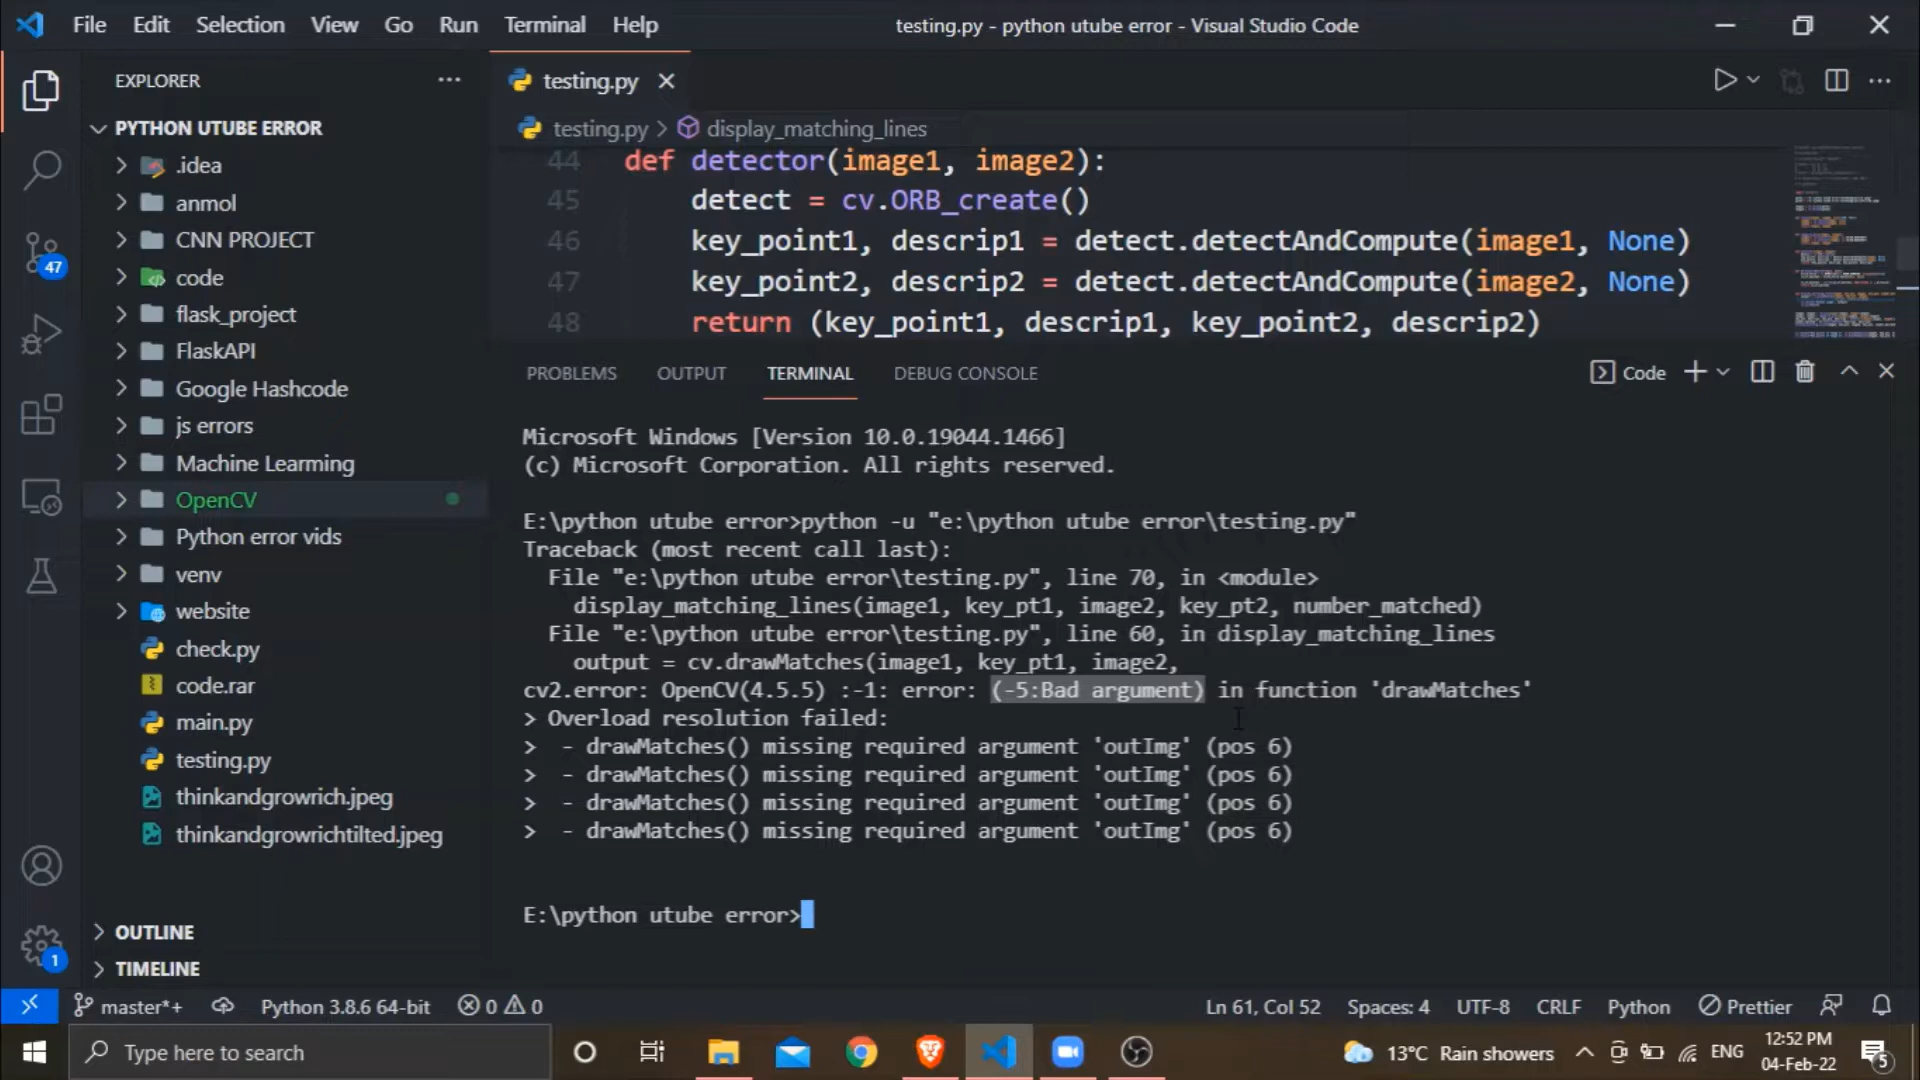 File Edit Selection View Go Run Terminal Help
testing.py - python utube error - Visual Studio Code
EXPLORER
PYTHON UTUBE ERROR
.idea
anmol
CNN PROJECT
code
flask_project
FlaskAPI
Google Hashcode
js errors
Machine Learming
OpenCV
Python error vids
venv
website
check.py
code.rar
main.py
testing.py
thinkandgrowrich.jpeg
thinkandgrowrichtilted.jpeg
OUTLINE
TIMELINE
47
1
testing.py
testing.py > display_matching_lines
44 def detector(image1, image2):
45 detect = cv.ORB_create()
46 key_point1, descrip1 = detect.detectAndCompute(image1, None)
47 key_point2, descrip2 = detect.detectAndCompute(image2, None)
48 return (key_point1, descrip1, key_point2, descrip2)
PROBLEMS OUTPUT TERMINAL DEBUG CONSOLE
Code
Microsoft Windows [Version 10.0.19044.1466]
(c) Microsoft Corporation. All rights reserved.
E:\python utube error>python -u "e:\python utube error\testing.py"
Traceback (most recent call last):
File "e:\python utube error\testing.py", line 70, in <module>
display_matching_lines(image1, key_pt1, image2, key_pt2, number_matched)
File "e:\python utube error\testing.py", line 60, in display_matching_lines
output = cv.drawMatches(image1, key_pt1, image2,
cv2.error: OpenCV(4.5.5) :-1: error: (-5:Bad argument) in function 'drawMatches'
> Overload resolution failed:
>  - drawMatches() missing required argument 'outImg' (pos 6)
>  - drawMatches() missing required argument 'outImg' (pos 6)
>  - drawMatches() missing required argument 'outImg' (pos 6)
>  - drawMatches() missing required argument 'outImg' (pos 6)
E:\python utube error>
master*+ Python 3.8.6 64-bit 0 0 Ln 61, Col 52 Spaces: 4 UTF-8 CRLF Python Prettier
Type here to search
13°C Rain showers
ENG
12:52 PM
04-Feb-22
5